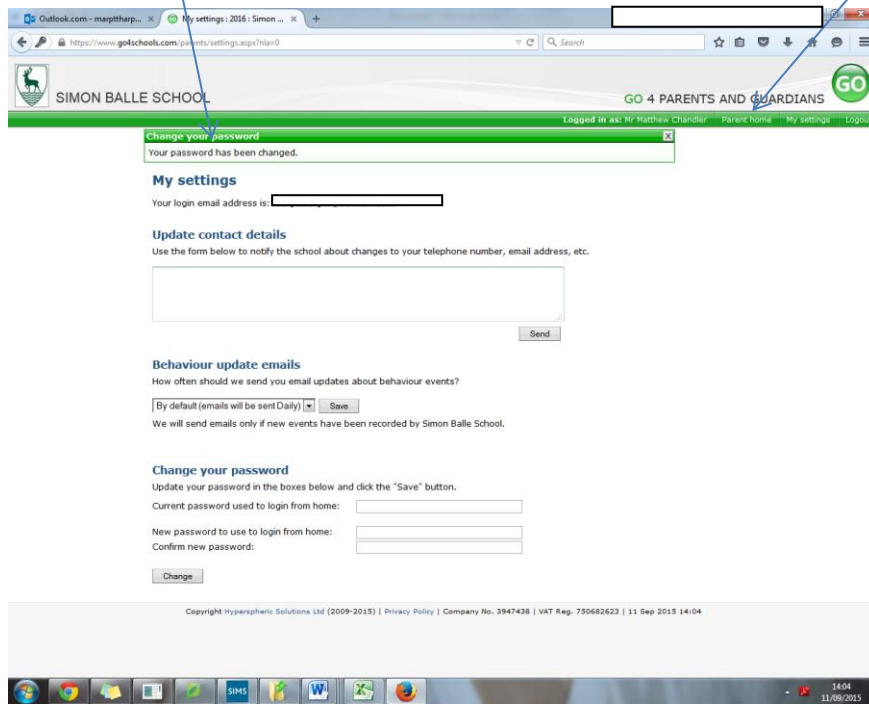 Outlook.com - marpttharp...
My settings : 2016 : Simon ...
https://www.go4schools.com/parents/settings.aspx?nla=0
Search
SIMON BALLE SCHOOL
GO 4 PARENTS AND GUARDIANS
GO
Logged in as: Mr Matthew Chandler Parent home My settings Logou
Change your password
X
Your password has been changed.
My settings
Your login email address is:
Update contact details
Use the form below to notify the school about changes to your telephone number, email address, etc.
Send
Behaviour update emails
How often should we send you email updates about behaviour events?
By default (emails will be sent Daily) Save
We will send emails only if new events have been recorded by Simon Balle School.
Change your password
Update your password in the boxes below and click the "Save" button.
Current password used to login from home:
New password to use to login from home:
Confirm new password:
Change
Copyright Hyperspheric Solutions Ltd (2009-2015) | Privacy Policy | Company No. 3947438 | VAT Reg. 750682623 | 11 Sep 2015 14:04
SIMS
14:04
11/09/2015